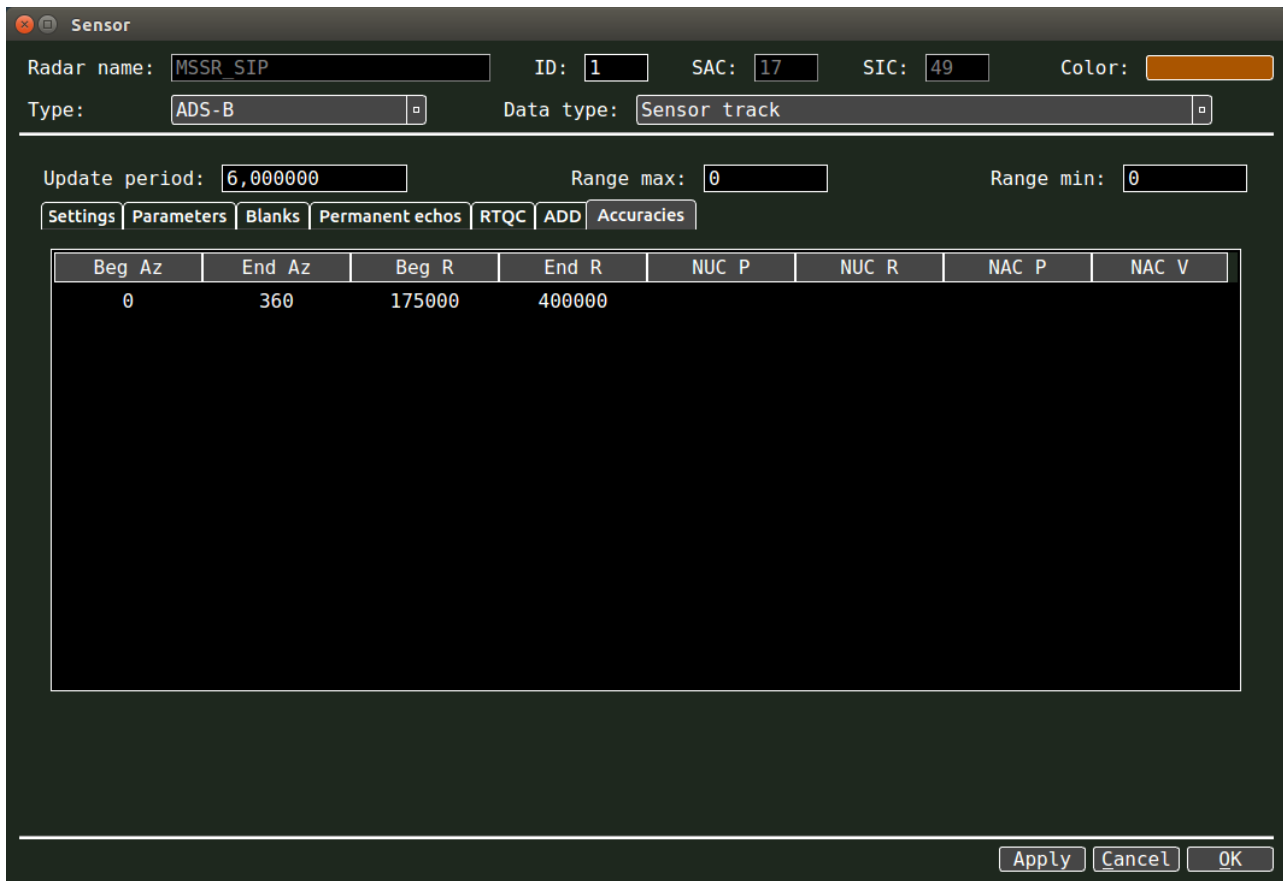 Sensor
Radar name: MSSR_SIP ID: 1 SAC: 17 SIC: 49 Color:
Type: ADS-B Data type: Sensor track
Update period: 6,000000 Range max: 0 Range min: 0
Settings Parameters Blanks Permanent echos RTQC ADD Accuracies
Beg Az End Az Beg R End R NUC P NUC R NAC P NAC V
0 360 175000 400000
Apply Cancel OK